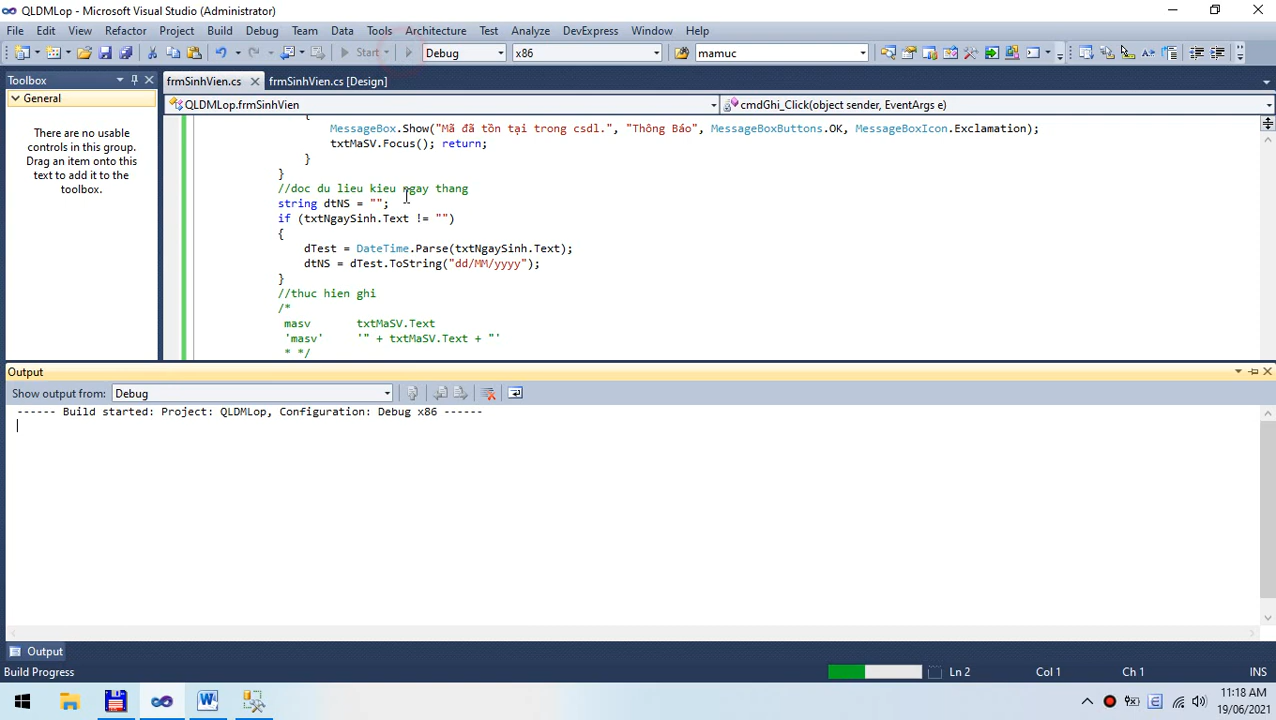 QLDMLop - Microsoft Visual Studio (Administrator)
File Edit View Refactor Project Build Debug Team Data Tools Architecture Test Analyze DevExpress Window Help
Start Debug x86 mamuc
Toolbox
frmSinhVien.cs frmSinhVien.cs [Design]
General
QLDMLop.frmSinhVien cmdGhi_Click(object sender, EventArgs e)
There are no usable
controls in this group.
Drag an item onto this
text to add it to the
toolbox.
{
MessageBox.Show("Mã đã tồn tại trong csdl.", "Thông Báo", MessageBoxButtons.OK, MessageBoxIcon.Exclamation);
txtMaSV.Focus(); return;
}
}
//doc du lieu kieu ngay thang
string dtNS = "";
if (txtNgaySinh.Text != "")
{
dTest = DateTime.Parse(txtNgaySinh.Text);
dtNS = dTest.ToString("dd/MM/yyyy");
}
//thuc hien ghi
/*
masv txtMaSV.Text
'masv' '" + txtMaSV.Text + "'
* */
Output
Show output from: Debug
------ Build started: Project: QLDMLop, Configuration: Debug x86 ------
Output
Build Progress Ln 2 Col 1 Ch 1 INS
11:18 AM
19/06/2021